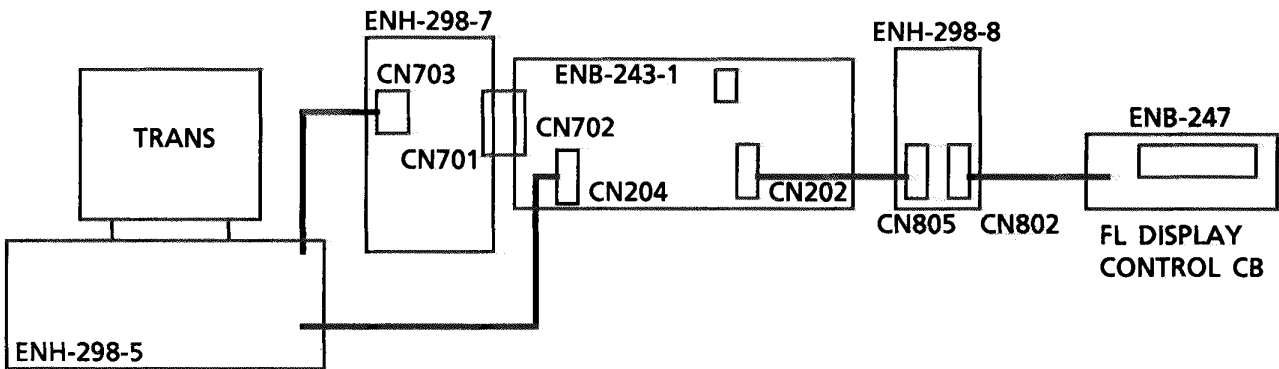 ENH-298-7
ENH-298-8
CN703
ENB-243-1
TRANS
CN702
CN701
ENB-247
CN204
CN202
CN805
CN802
FL DISPLAY
CONTROL CB
ENH-298-5